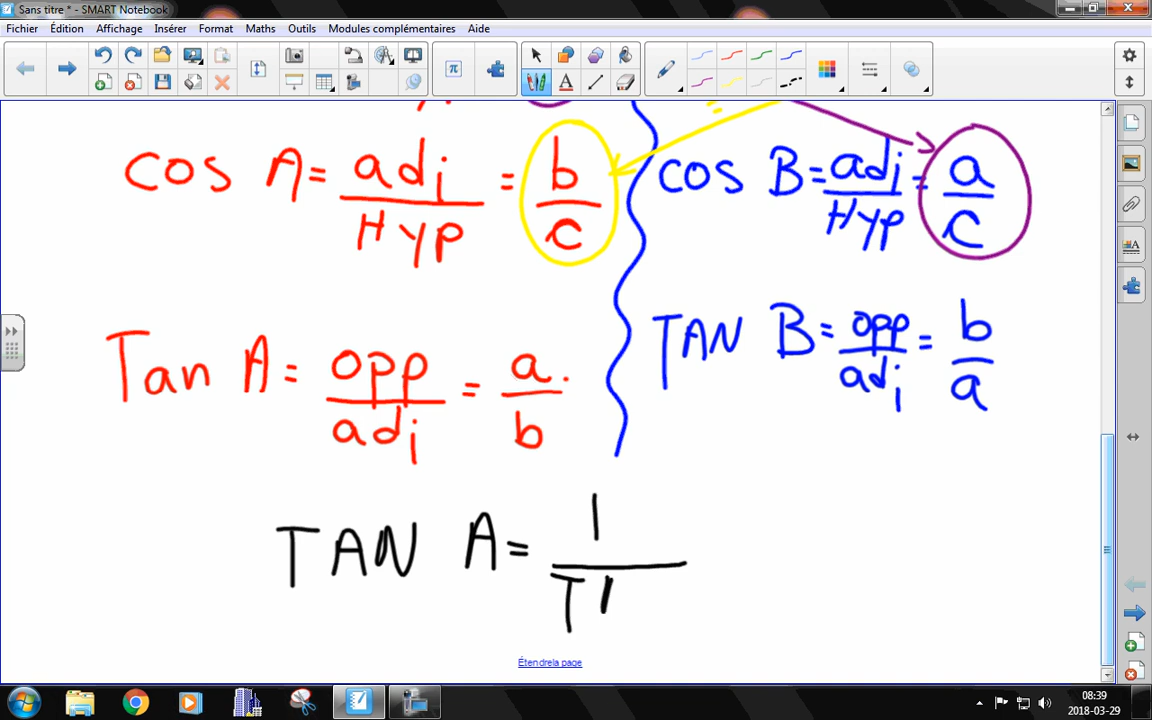 Sans titre * - SMART Notebook
Fichier Édition Affichage Insérer Format Maths Outils Modules complémentaires Aide
cos A = adj / Hyp = b / c
cos B = adj / Hyp = a / c
Tan A = opp / adj = a / b
TAN B = opp / adj = b / a
TAN A = 1 / T
Étendre la page
08:39
2018-03-29